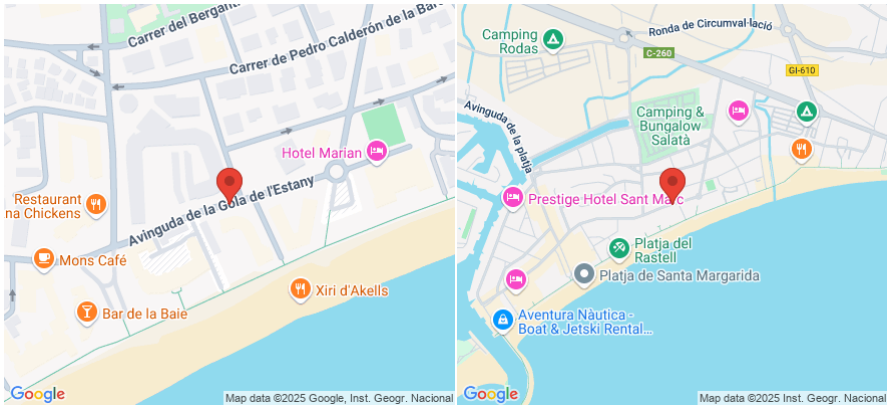 Carrer del Bergant
Carrer de Pedro Calderón de la Barc
Hotel Marian
Avinguda de la Gola de l'Estany
Restaurant
na Chickens
Mons Café
Bar de la Baie
Xiri d'Akells
Google
Map data ©2025 Google, Inst. Geogr. Nacional
Camping
Rodas
Ronda de Circumval·lació
C-260
GI-610
Avinguda de la platja
Camping &
Bungalow
Salatà
Prestige Hotel Sant Marc
Platja del
Rastell
Platja de Santa Margarida
Aventura Nàutica -
Boat & Jetski Rental...
Google
Map data ©2025 Google, Inst. Geogr. Nacional